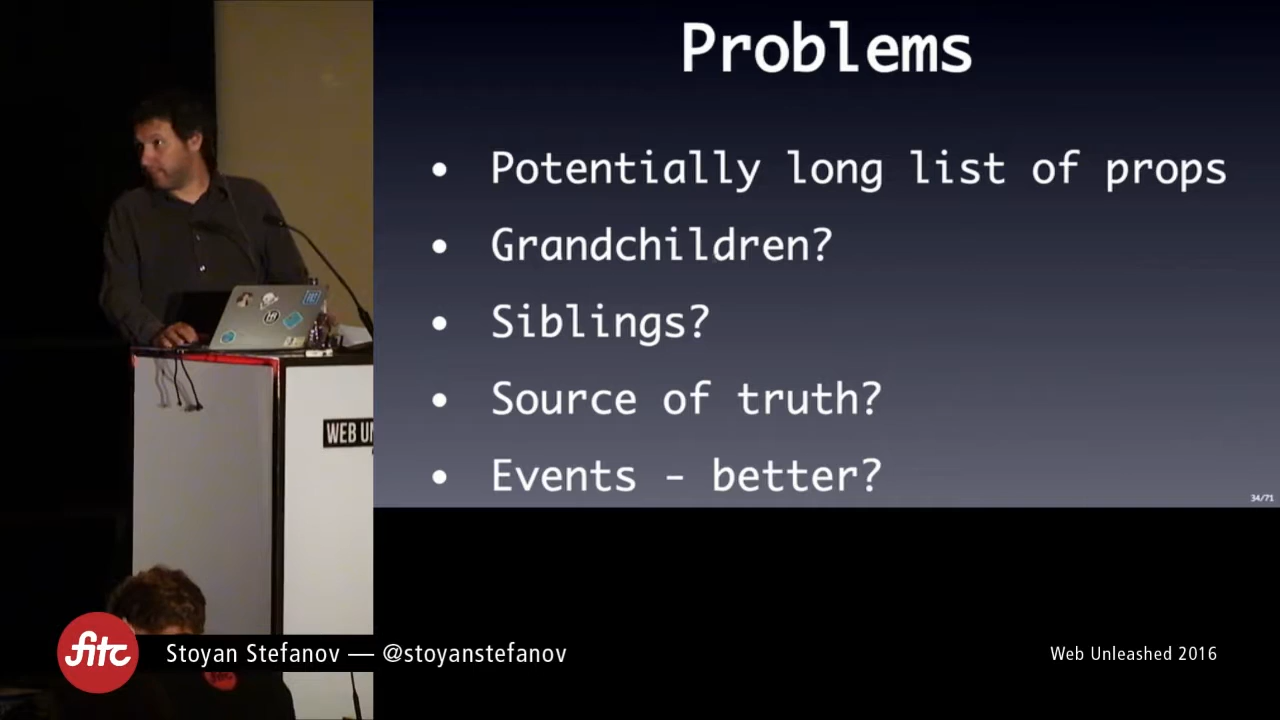 Problems
• Potentially long list of props
• Grandchildren?
• Siblings?
• Source of truth?
• Events - better?
34/71
WEB U
fitc
Stoyan Stefanov — @stoyanstefanov
Web Unleashed 2016